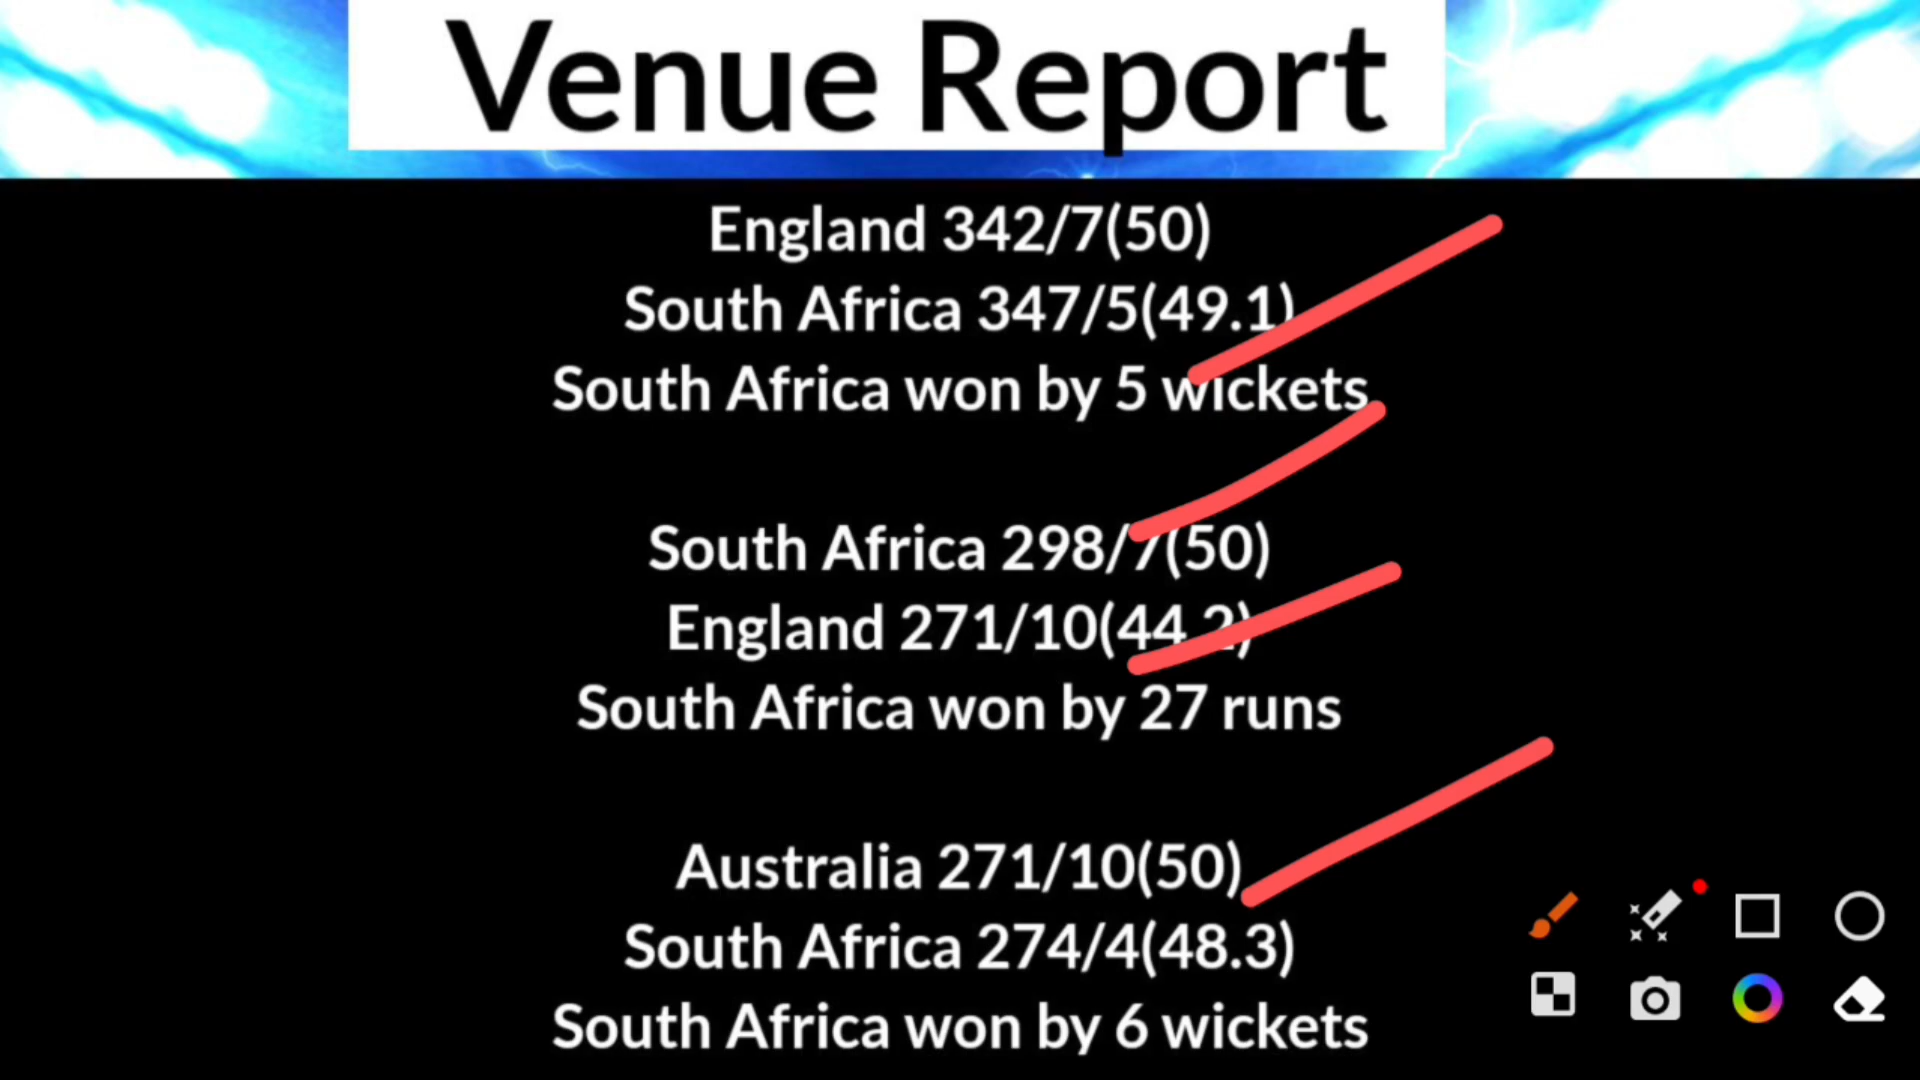 Venue Report
England 342/7(50)
South Africa 347/5(49.1)
South Africa won by 5 wickets
South Africa 298/7(50)
England 271/10(44.2)
South Africa won by 27 runs
Australia 271/10(50)
South Africa 274/4(48.3)
South Africa won by 6 wickets